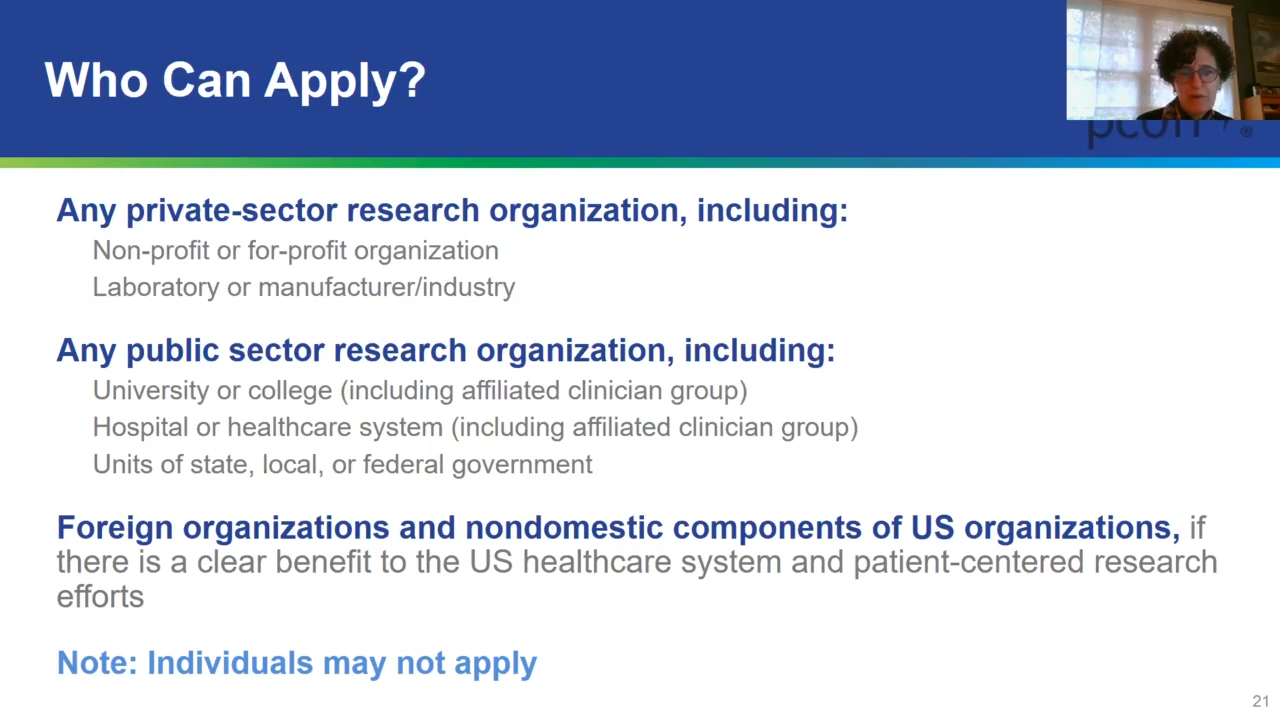 Who Can Apply?
Any private-sector research organization, including:
Non-profit or for-profit organization
Laboratory or manufacturer/industry
Any public sector research organization, including:
University or college (including affiliated clinician group)
Hospital or healthcare system (including affiliated clinician group)
Units of state, local, or federal government
Foreign organizations and nondomestic components of US organizations, if
there is a clear benefit to the US healthcare system and patient-centered research
efforts
Note: Individuals may not apply
21